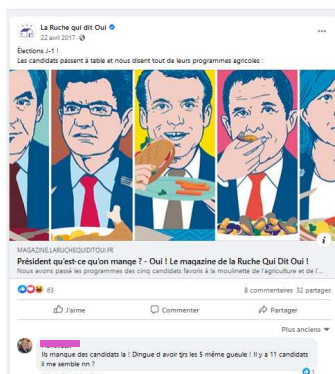 La Ruche qui dit Oui
22 avril 2017 ·
Élections J-1 !
Les candidats passent à table et nous disent tout de leurs programmes agricoles :
MAGAZINE.LARUCHEQUIDITOUI.FR
Président qu'est-ce qu'on mange ? - Oui ! Le magazine de la Ruche Qui Dit Oui !
Nous avons passé les programmes des cinq candidats favoris à la moulinette de l'agriculture et de l'...
63
8 commentaires 32 partages
J'aime
Commenter
Partager
Plus anciens
Ils manque des candidats la ! Dingue d avoir tjrs les 5 même gueule ! Il y a 11 candidats
il me semble nn ?
1